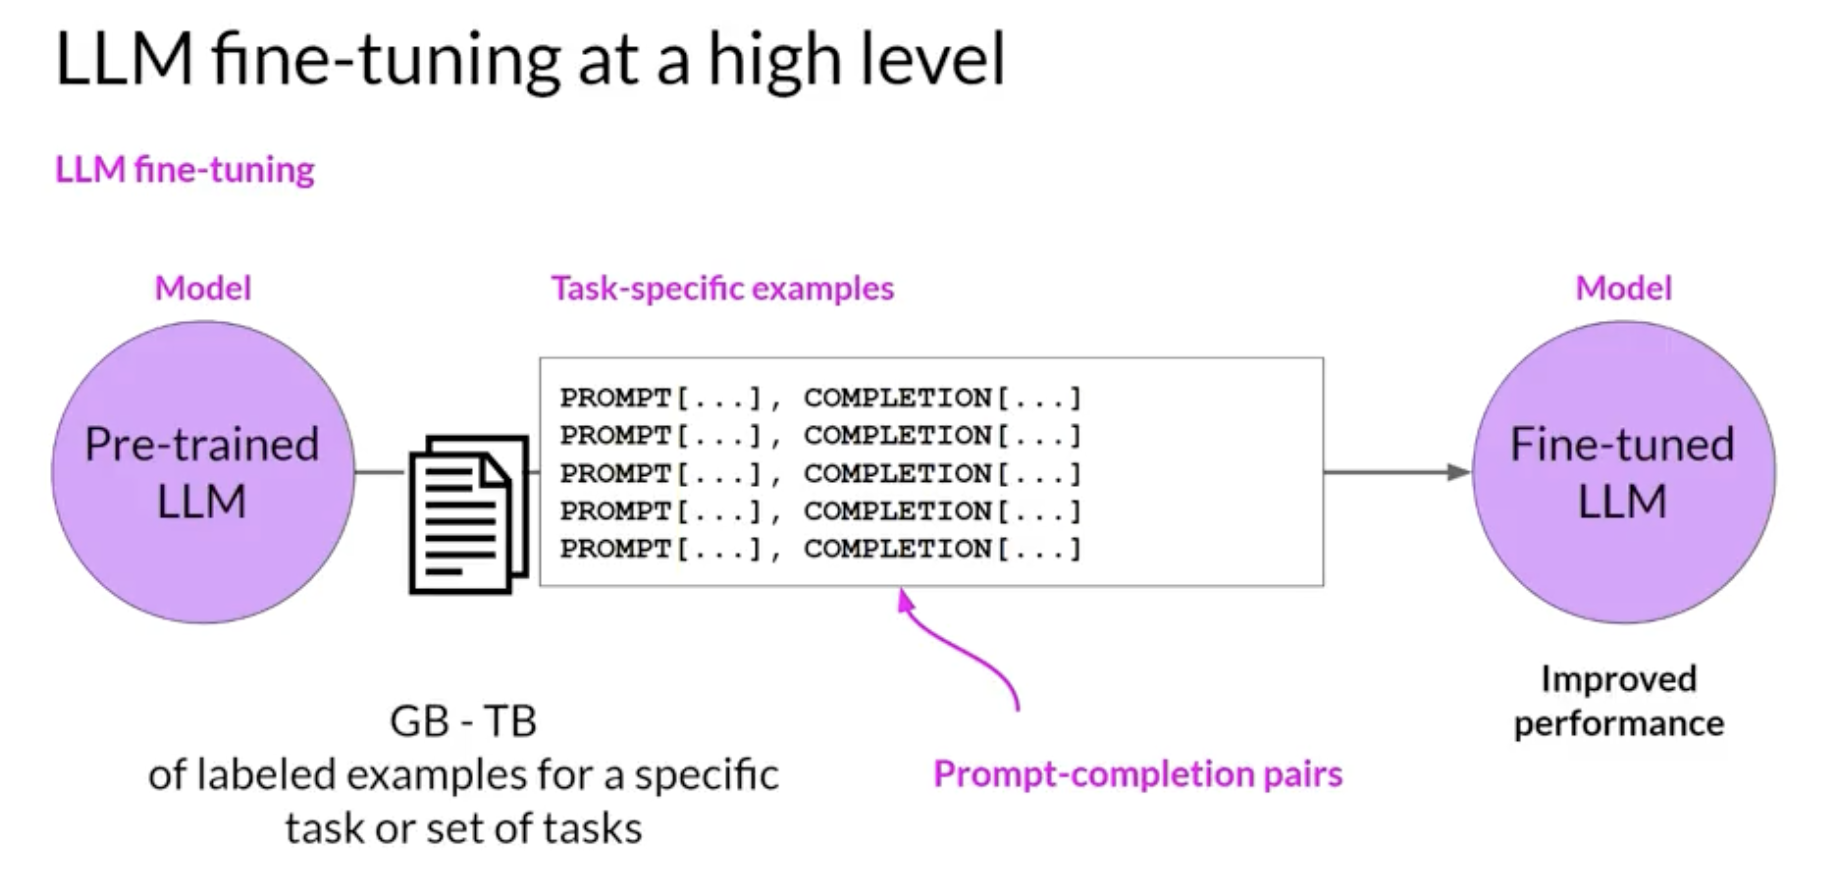 LLM fine-tuning at a high level
LLM fine-tuning
Model
Task-specific examples
Model
Pre-trained
LLM
PROMPT[...], COMPLETION[...]
PROMPT[...], COMPLETION[...]
PROMPT[...], COMPLETION[...]
PROMPT[...], COMPLETION[...]
PROMPT[...], COMPLETION[...]
Fine-tuned
LLM
GB - TB
of labeled examples for a specific
task or set of tasks
Prompt-completion pairs
Improved
performance